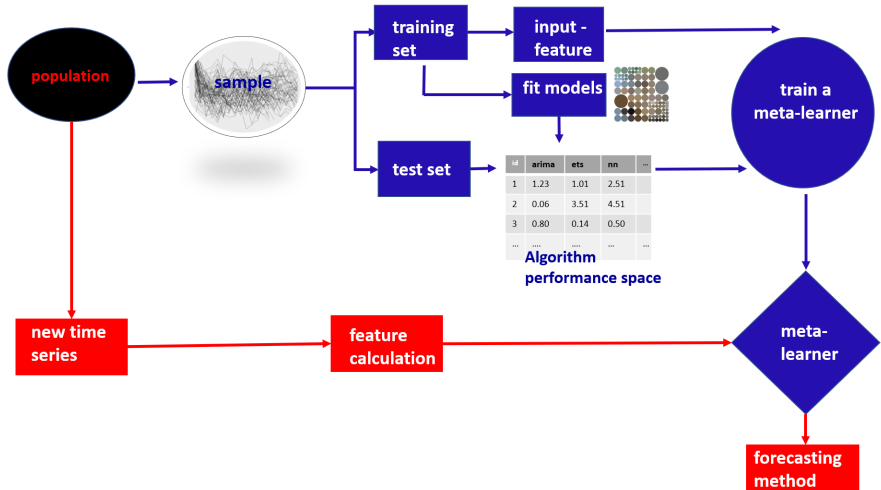 population
sample
training
set
input -
feature
fit models
train a
meta-learner
test set
id arima ets nn ...
1 1.23 1.01 2.51
2 0.06 3.51 4.51
3 0.80 0.14 0.50
... .... ... ... ...
Algorithm
performance space
new time
series
feature
calculation
meta-
learner
forecasting
method